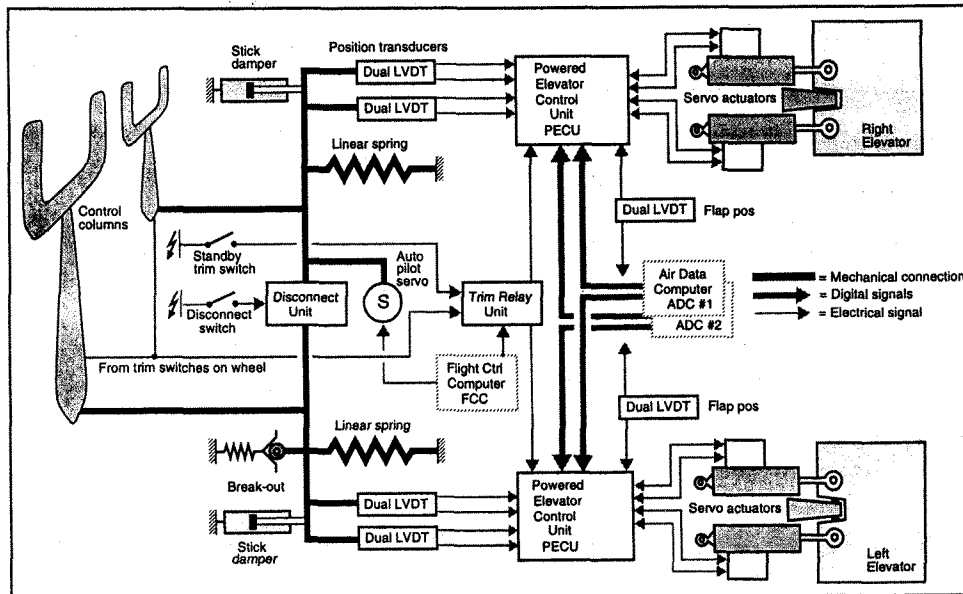 Position transducers
Stick
damper
Dual LVDT
Dual LVDT
Powered
Elevator
Control
Unit
PECU
Servo actuators
Right
Elevator
Linear spring
Control
columns
Standby
trim switch
Auto
pilot
servo
Dual LVDT
Flap pos
Air Data
Computer
ADC #1
ADC #2
= Mechanical connection
= Digital signals
= Electrical signal
Disconnect
switch
Disconnect
Unit
S
Trim Relay
Unit
From trim switches on wheel
Flight Ctrl
Computer
FCC
Dual LVDT
Flap pos
Linear spring
Break-out
Dual LVDT
Dual LVDT
Stick
damper
Powered
Elevator
Control
Unit
PECU
Servo actuators
Left
Elevator